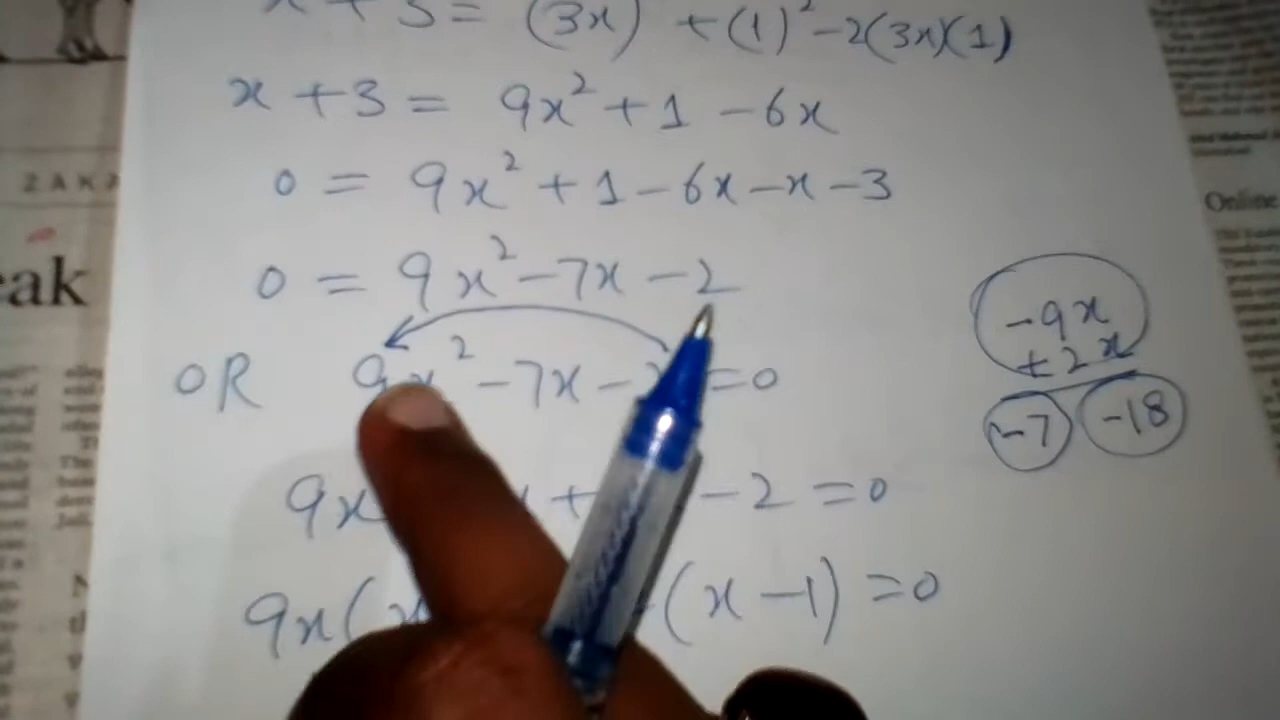 x + 3 = (3x) + (1)² - 2(3x)(1)
x + 3 = 9x² + 1 - 6x
0 = 9x² + 1 - 6x - x - 3
0 = 9x² - 7x - 2
OR 9x² - 7x - 2 = 0
9x + - 2 = 0
9x(x (x - 1) = 0
-9x
+2x
-7 -18
2 A K
eak
Online